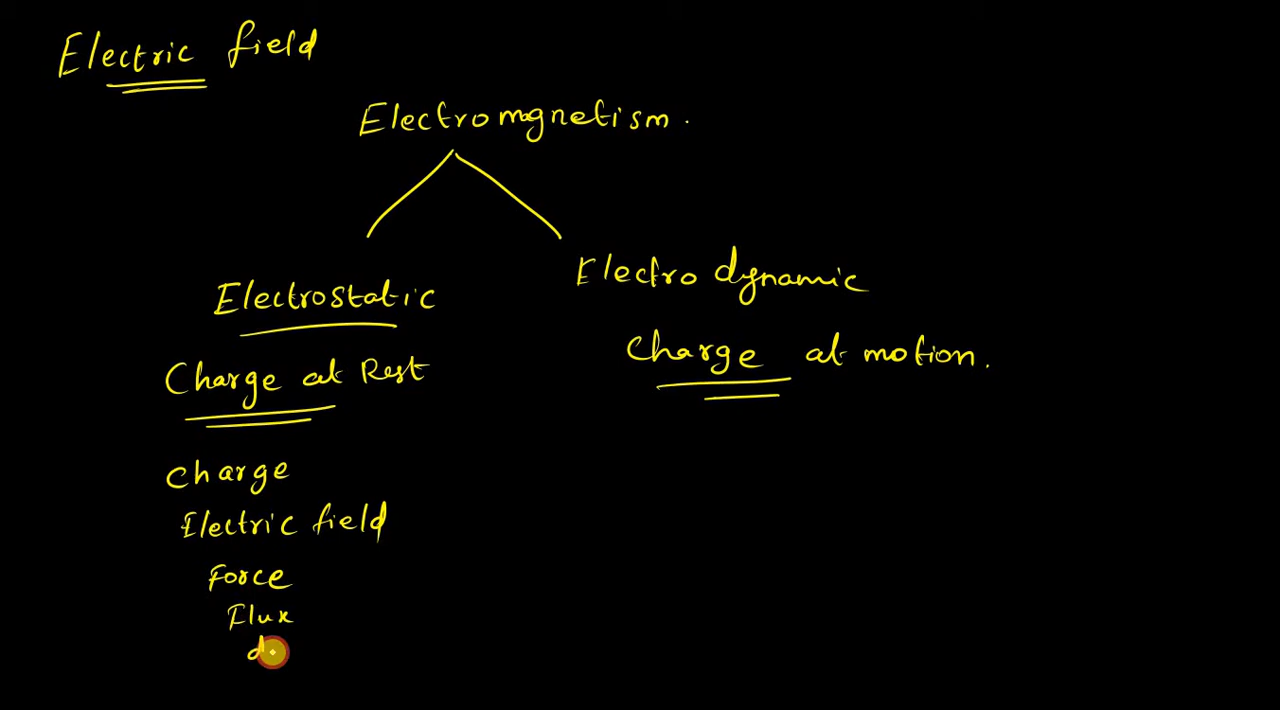 Electric field
Electromagnetism.
Electrostatic
Electro dynamic
Charge at Rest
Charge at motion.
Charge
Electric field
Force
Flux
d